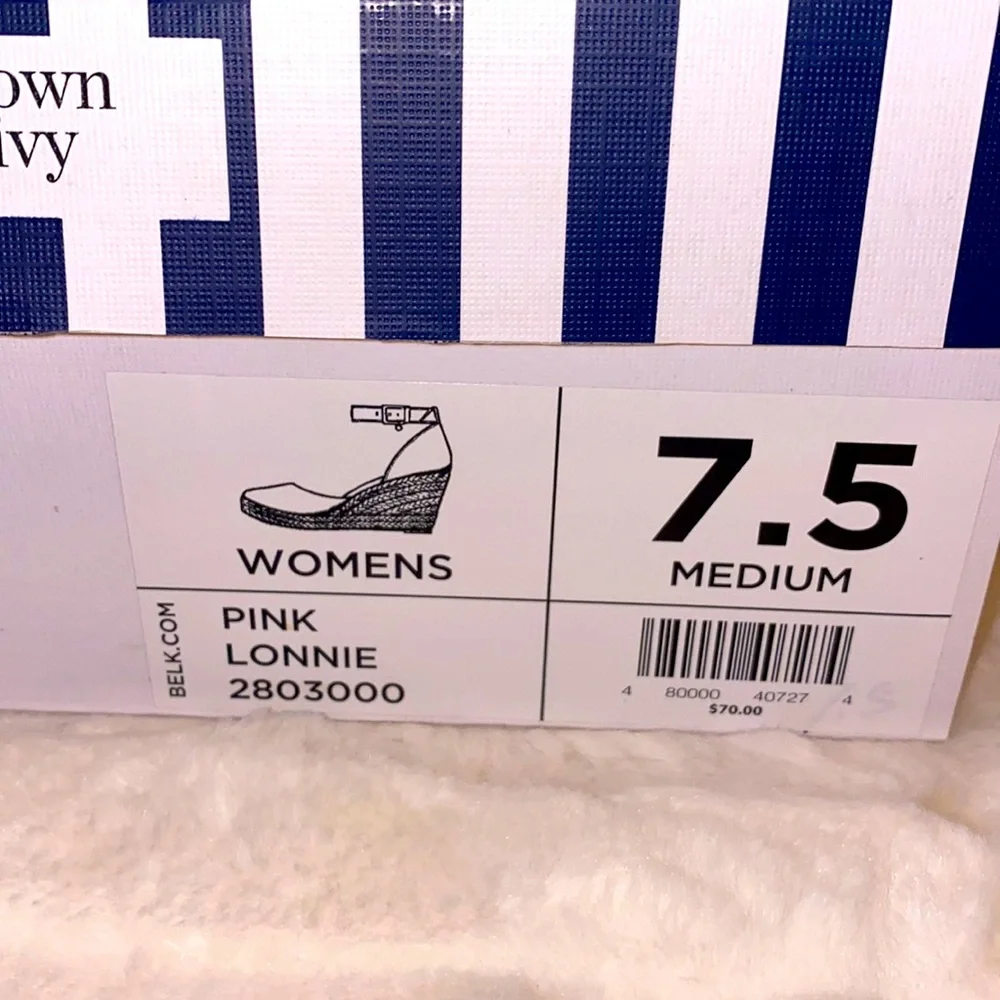 own
ivy
WOMENS
7.5
MEDIUM
BELK.COM
PINK
LONNIE
2803000
4 80000 40727 4
$70.00